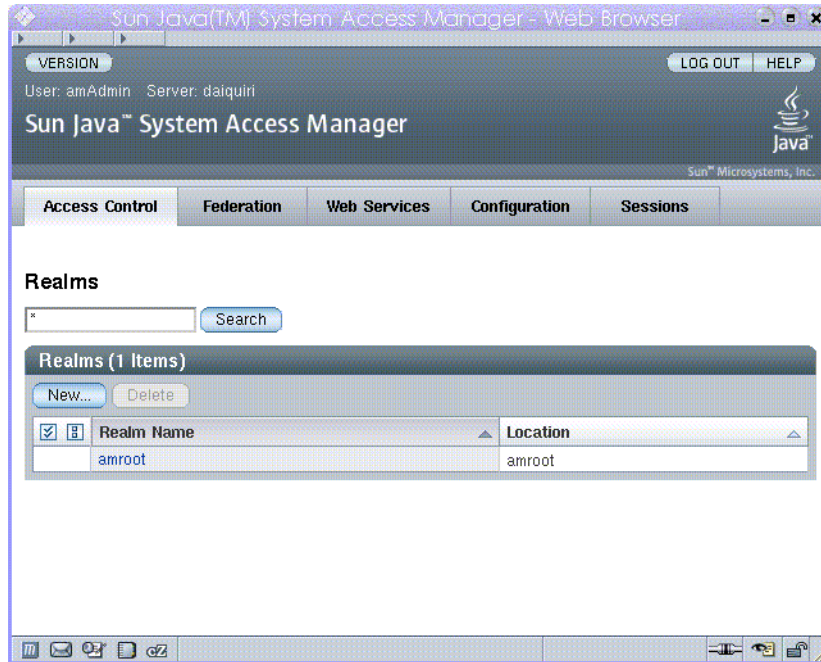 Sun Java(TM) System Access Manager - Web Browser
VERSION
LOG OUT
HELP
User: amAdmin Server: daiquiri
Sun Java™ System Access Manager
Java™
Sun™ Microsystems, Inc.
Access Control
Federation
Web Services
Configuration
Sessions
Realms
*
Search
Realms (1 Items)
New...
Delete
Realm Name
Location
amroot
amroot